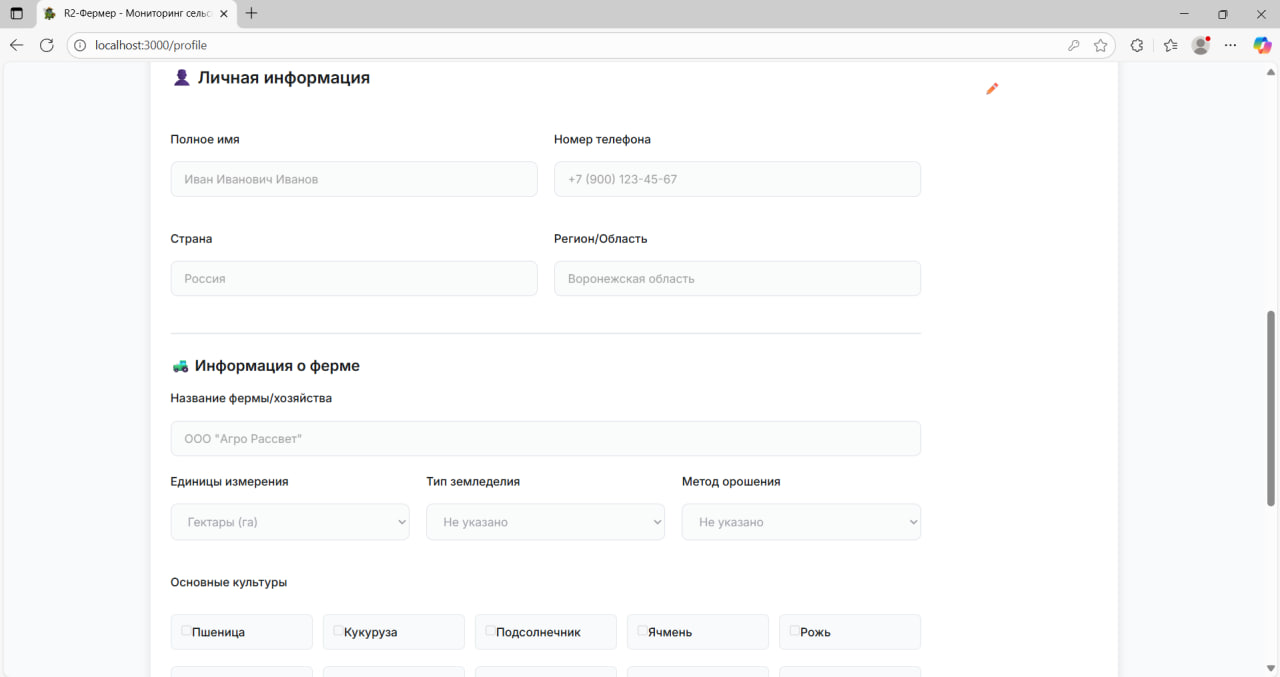 R2-Фермер - Мониторинг сельс
localhost:3000/profile
Личная информация
Полное имя
Номер телефона
Иван Иванович Иванов
+7 (900) 123-45-67
Страна
Регион/Область
Россия
Воронежская область
Информация о ферме
Название фермы/хозяйства
ООО "Агро Рассвет"
Единицы измерения
Тип земледелия
Метод орошения
Гектары (га)
Не указано
Не указано
Основные культуры
Пшеница
Кукуруза
Подсолнечник
Ячмень
Рожь